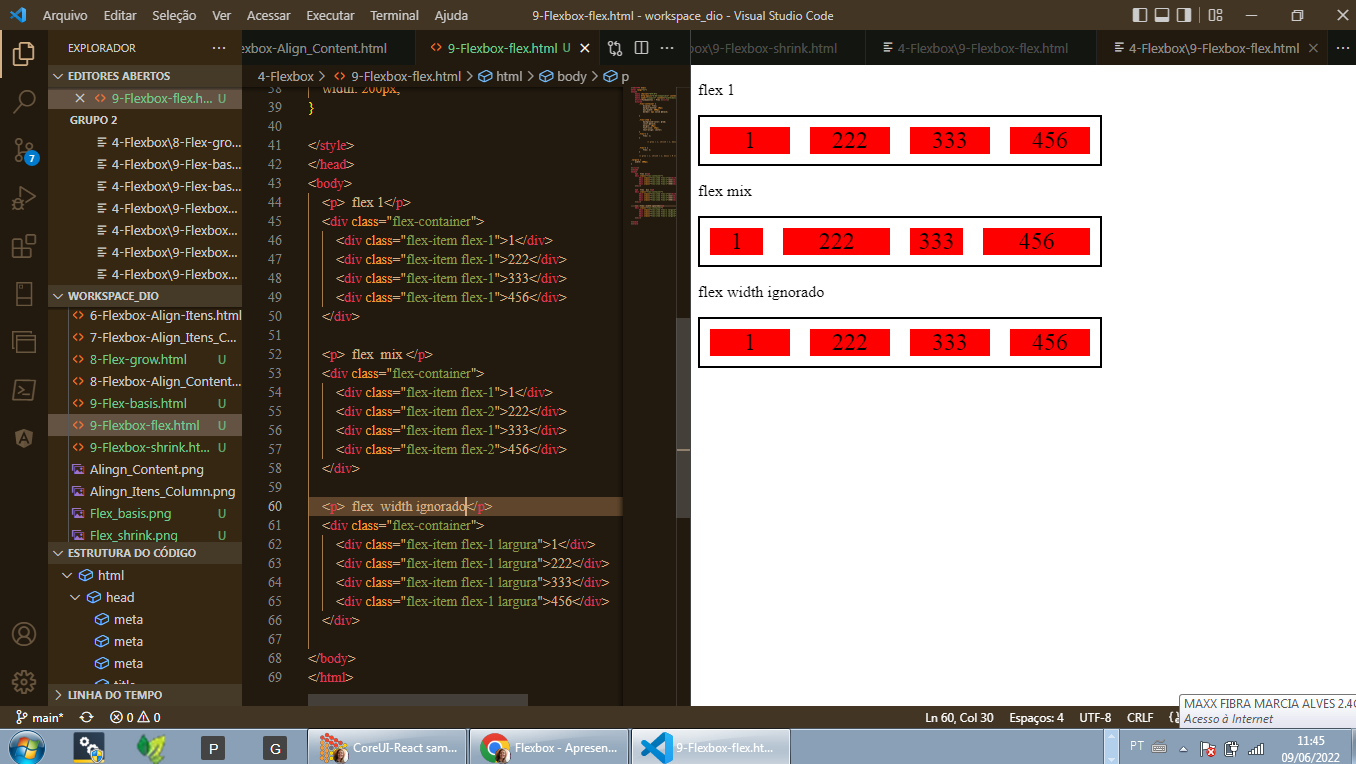 Arquivo Editar Seleção Ver Acessar Executar Terminal Ajuda
9-Flexbox-flex.html - workspace_dio - Visual Studio Code
EXPLORADOR
EDITORES ABERTOS
9-Flexbox-flex.h... U
GRUPO 2
4-Flexbox\8-Flex-gro...
4-Flexbox\9-Flex-bas...
4-Flexbox\9-Flex-bas...
4-Flexbox\9-Flexbox...
4-Flexbox\9-Flexbox...
4-Flexbox\9-Flexbox...
4-Flexbox\9-Flexbox...
WORKSPACE_DIO
6-Flexbox-Align-Itens.html
7-Flexbox-Align_Itens_C...
8-Flex-grow.html U
8-Flexbox-Align_Content...
9-Flex-basis.html U
9-Flexbox-flex.html U
9-Flexbox-shrink.ht... U
Alingn_Content.png
Alingn_Itens_Column.png
Flex_basis.png U
Flex_shrink.png U
ESTRUTURA DO CÓDIGO
html
head
meta
meta
meta
title
LINHA DO TEMPO
7
exbox-Align_Content.html
9-Flexbox-flex.html U
4-Flexbox > 9-Flexbox-flex.html > html > body > p
38 width: 200px;
39 }
40
41 </style>
42 </head>
43 <body>
44 <p> flex 1</p>
45 <div class="flex-container">
46 <div class="flex-item flex-1">1</div>
47 <div class="flex-item flex-1">222</div>
48 <div class="flex-item flex-1">333</div>
49 <div class="flex-item flex-1">456</div>
50 </div>
51
52 <p> flex mix </p>
53 <div class="flex-container">
54 <div class="flex-item flex-1">1</div>
55 <div class="flex-item flex-2">222</div>
56 <div class="flex-item flex-1">333</div>
57 <div class="flex-item flex-2">456</div>
58 </div>
59
60 <p> flex width ignorado</p>
61 <div class="flex-container">
62 <div class="flex-item flex-1 largura">1</div>
63 <div class="flex-item flex-1 largura">222</div>
64 <div class="flex-item flex-1 largura">333</div>
65 <div class="flex-item flex-1 largura">456</div>
66 </div>
67
68 </body>
69 </html>
box\9-Flexbox-shrink.html
4-Flexbox\9-Flexbox-flex.html
4-Flexbox\9-Flexbox-flex.html
flex 1
1 222 333 456
flex mix
1 222 333 456
flex width ignorado
1 222 333 456
main* 0 0
Ln 60, Col 30 Espaços: 4 UTF-8 CRLF
MAXX FIBRA MARCIA ALVES 2.4G
Acesso à Internet
P
G
CoreUI-React sam...
Flexbox - Apresen...
9-Flexbox-flex.ht...
PT
11:45
09/06/2022